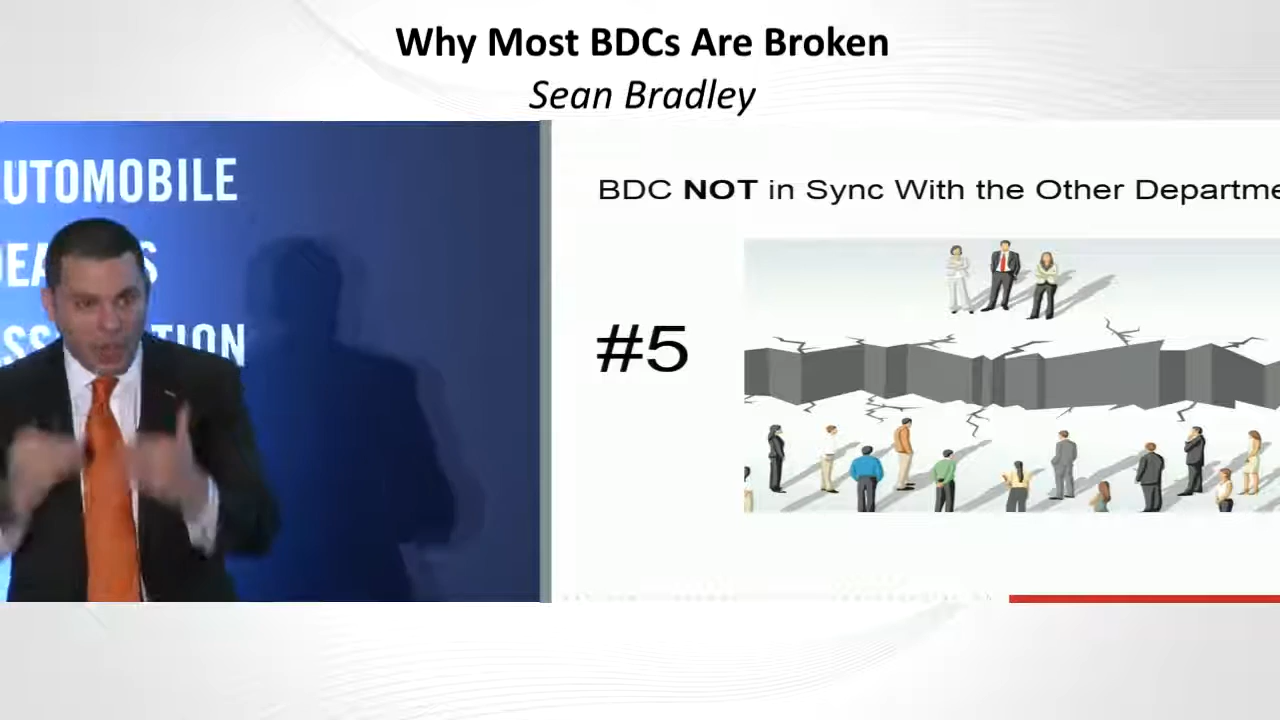 Why Most BDCs Are Broken
Sean Bradley
UTOMOBILE
BDC NOT in Sync With the Other Departme
#5